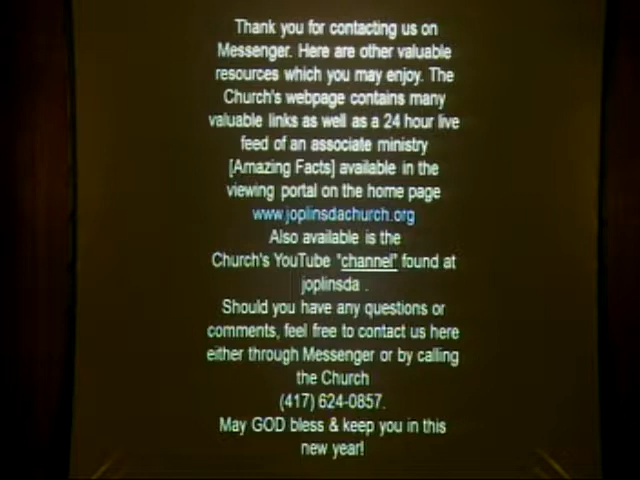 Thank you for contacting us on
Messenger. Here are other valuable
resources which you may enjoy. The
Church's webpage contains many
valuable links as well as a 24 hour live
feed of an associate ministry
[Amazing Facts] available in the
viewing portal on the home page
www.joplinsdachurch.org
Also available is the
Church's YouTube "channel" found at
joplinsda .
Should you have any questions or
comments, feel free to contact us here
either through Messenger or by calling
the Church
(417) 624-0857.
May GOD bless & keep you in this
new year!